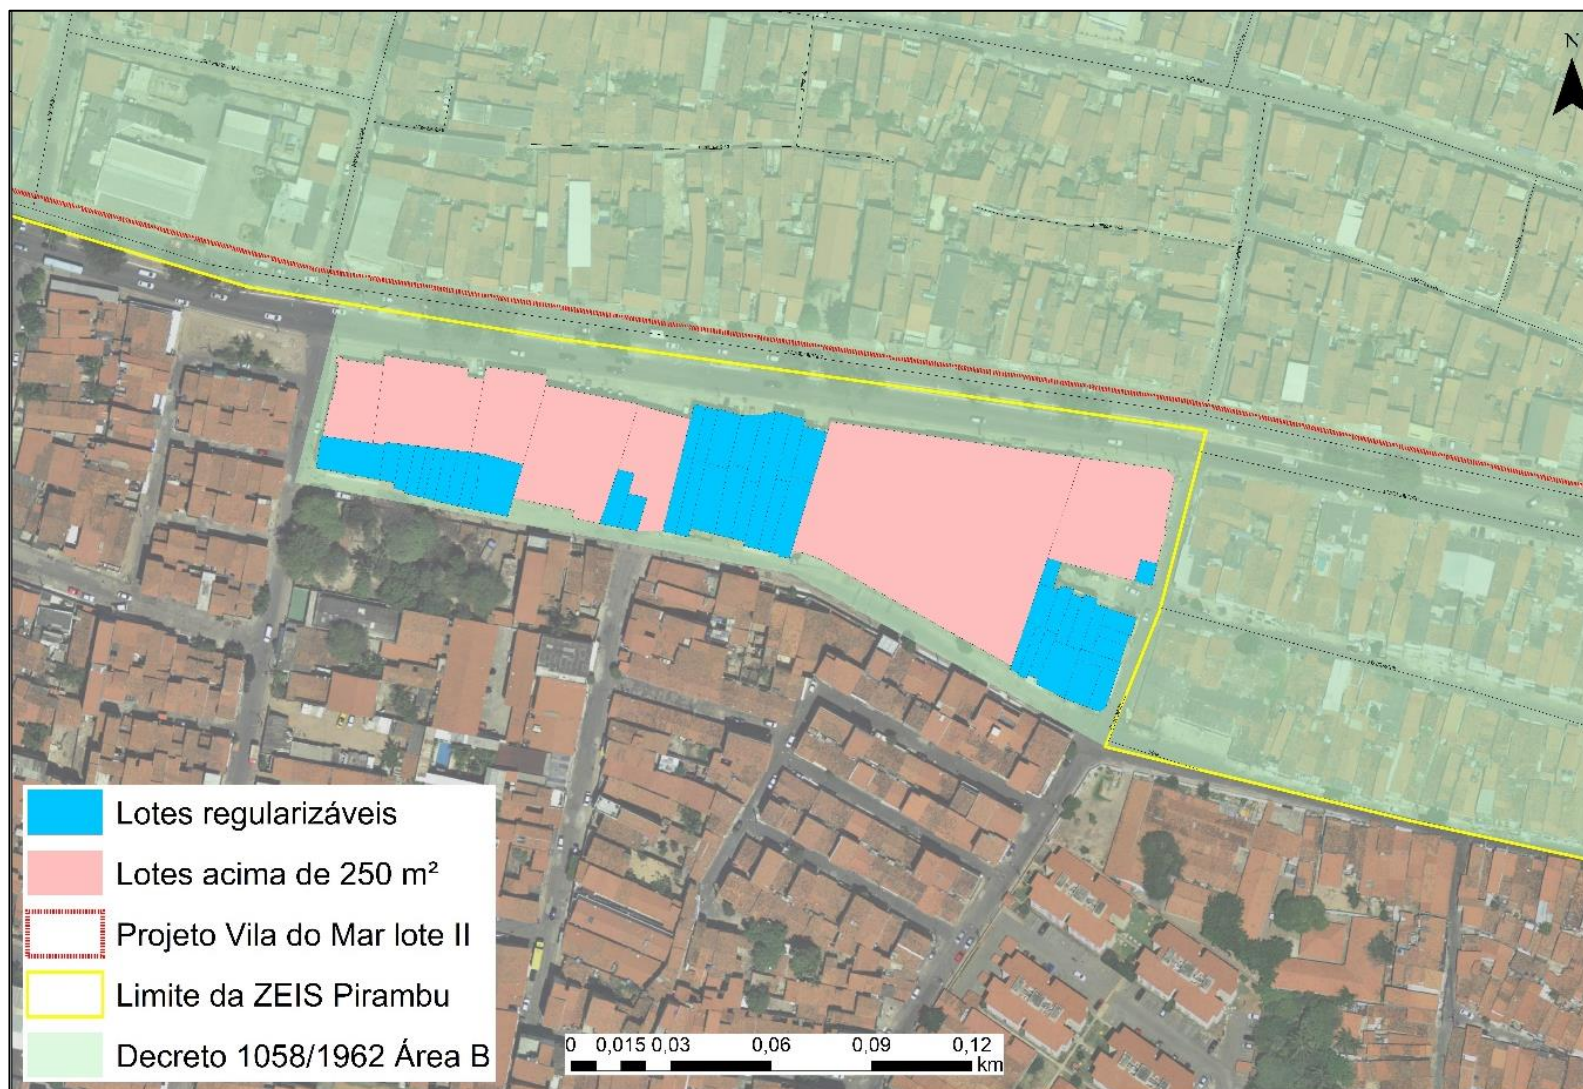 N
Lotes regularizáveis
Lotes acima de 250 m²
Projeto Vila do Mar lote II
Limite da ZEIS Pirambu
Decreto 1058/1962 Área B
0 0,015 0,03 0,06 0,09 0,12
km